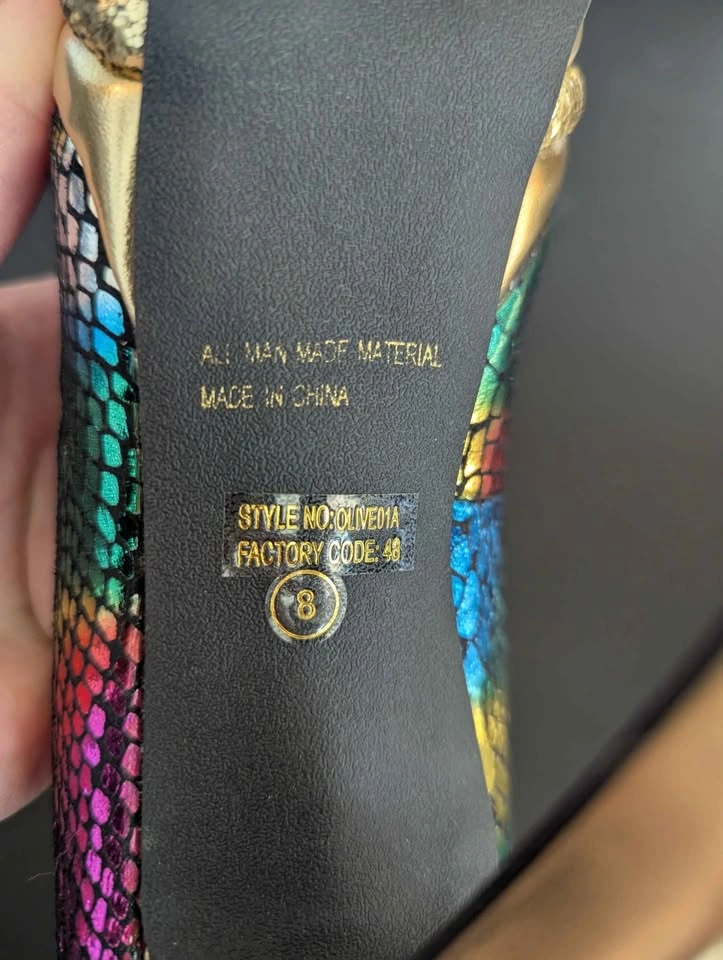 ALL MAN MADE MATERIAL
MADE IN CHINA
STYLE NO:OLIVE01A
FACTORY CODE:48
8